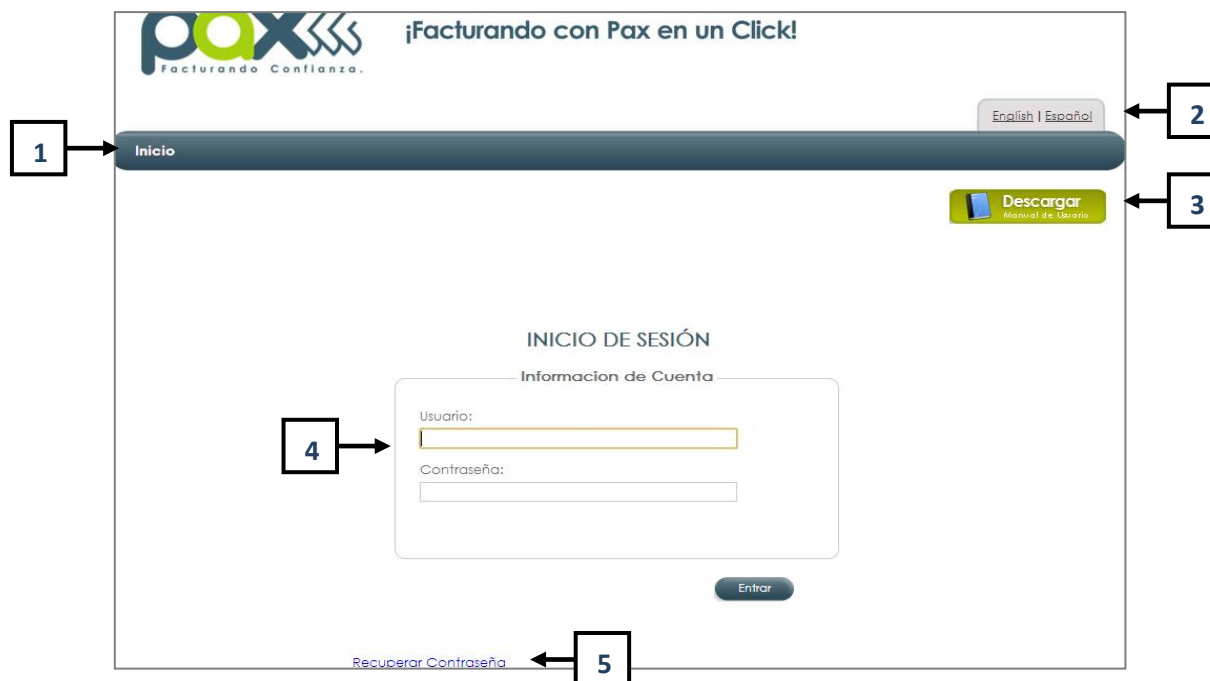 pax
Facturando Confianza.
¡Facturando con Pax en un Click!
English | Español
2
1
Inicio
Descargar
Manual de Usuario
3
INICIO DE SESIÓN
Informacion de Cuenta
Usuario:
4
Contraseña:
Entrar
Recuperar Contraseña
5